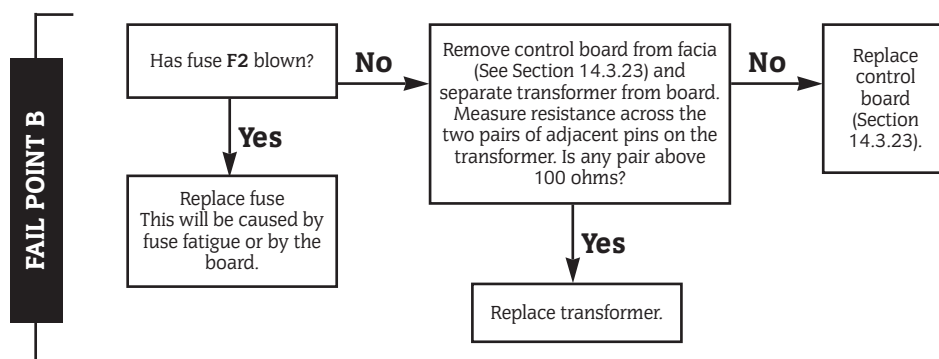 FAIL POINT B
Has fuse F2 blown?
No
Remove control board from facia
(See Section 14.3.23) and
separate transformer from board.
Measure resistance across the
two pairs of adjacent pins on the
transformer. Is any pair above
100 ohms?
No
Replace
control
board
(Section
14.3.23).
Yes
Replace fuse
This will be caused by
fuse fatigue or by the
board.
Yes
Replace transformer.